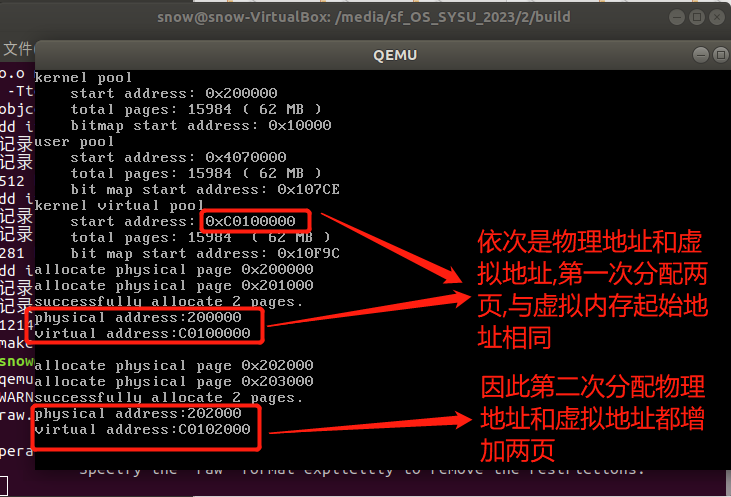 snow@snow-VirtualBox: /media/sf_OS_SYSU_2023/2/build
文件(
QEMU
o.o
-Tt
objco
dd i
记录
记录
512
dd i
记录
记录
281
dd i
记录
记录
1214
make
snow
qemu
WARN
raw.
pera
kernel pool
start address: 0x200000
total pages: 15984 ( 62 MB )
bitmap start address: 0x10000
user pool
start address: 0x4070000
total pages: 15984 ( 62 MB )
bit map start address: 0x107CE
kernel virtual pool
start address: 0xC0100000
total pages: 15984 ( 62 MB )
bit map start address: 0x10F9C
allocate physical page 0x200000
allocate physical page 0x201000
successfully allocate 2 pages.
physical address:200000
virtual address:C0100000
allocate physical page 0x202000
allocate physical page 0x203000
successfully allocate 2 pages.
physical address:202000
virtual address:C0102000
依次是物理地址和虚
拟地址,第一次分配两
页,与虚拟内存起始地
址相同
因此第二次分配物理
地址和虚拟地址都增
加两页
Specify the 'raw' format explicitly to remove the restrictions.